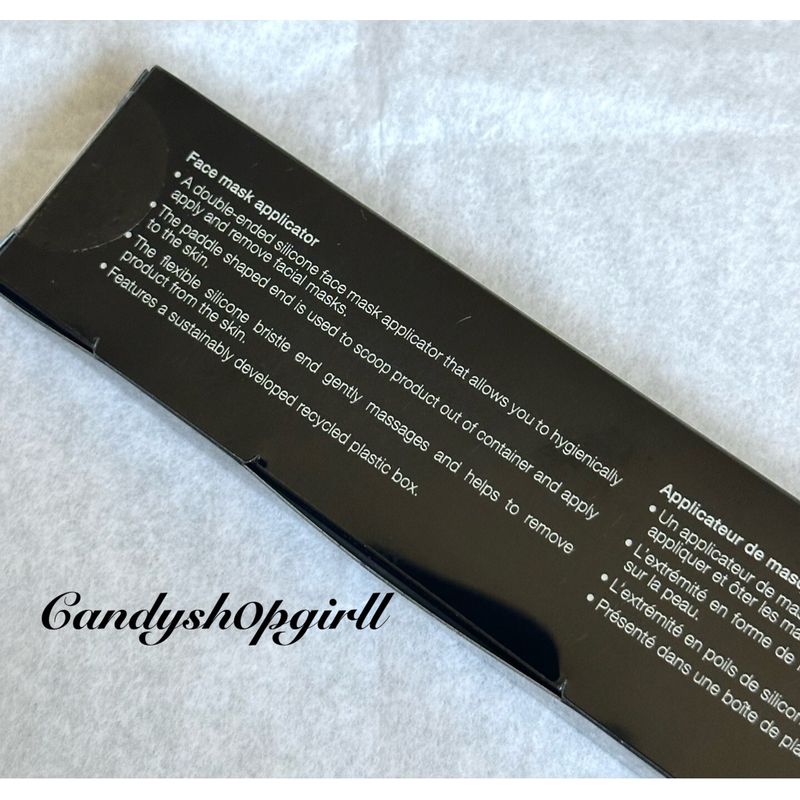 Face mask applicator
• A double-ended silicone face mask applicator that allows you to hygienically
apply and remove facial masks.
• The paddle shaped end is used to scoop product out of container and apply
to the skin.
• The flexible silicone bristle end gently massages and helps to remove
product from the skin.
• Features a sustainably developed recycled plastic box.
Applicateur de
• Un applicateur de
appliquer et ôter les
• L'extrémité en forme de
sur la peau.
• L'extrémité en poils de
• Présenté dans une boîte de
Candysh0pgirll